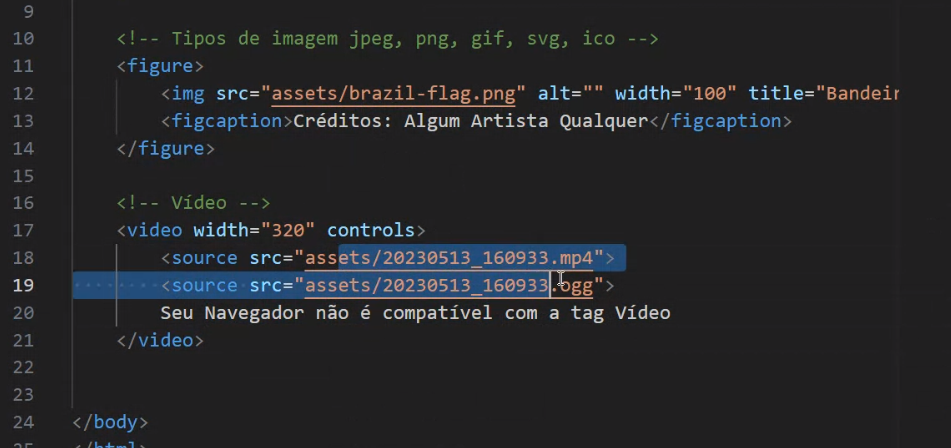 9
10 <!-- Tipos de imagem jpeg, png, gif, svg, ico -->
11 <figure>
12 <img src="assets/brazil-flag.png" alt="" width="100" title="Bandeir
13 <figcaption>Créditos: Algum Artista Qualquer</figcaption>
14 </figure>
15
16 <!-- Vídeo -->
17 <video width="320" controls>
18 <source src="assets/20230513_160933.mp4">
19 <source src="assets/20230513_160933.ogg">
20 Seu Navegador não é compatível com a tag Vídeo
21 </video>
22
23
24 </body>
25 </html>